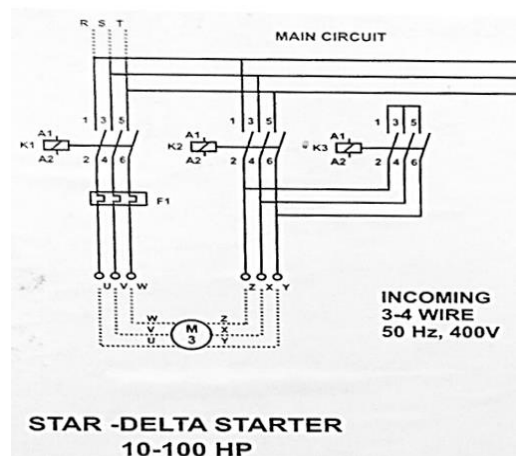 R S T
MAIN CIRCUIT
1 3 5 1 3 5 1 3 5
A1 A1 A1
K1 K2 K3
A2 A2 A2
2 4 6 2 4 6 2 4 6
F1
U V W Z X Y
W Z
V M X
U 3 Y
INCOMING
3-4 WIRE
50 Hz, 400V
STAR -DELTA STARTER
10-100 HP